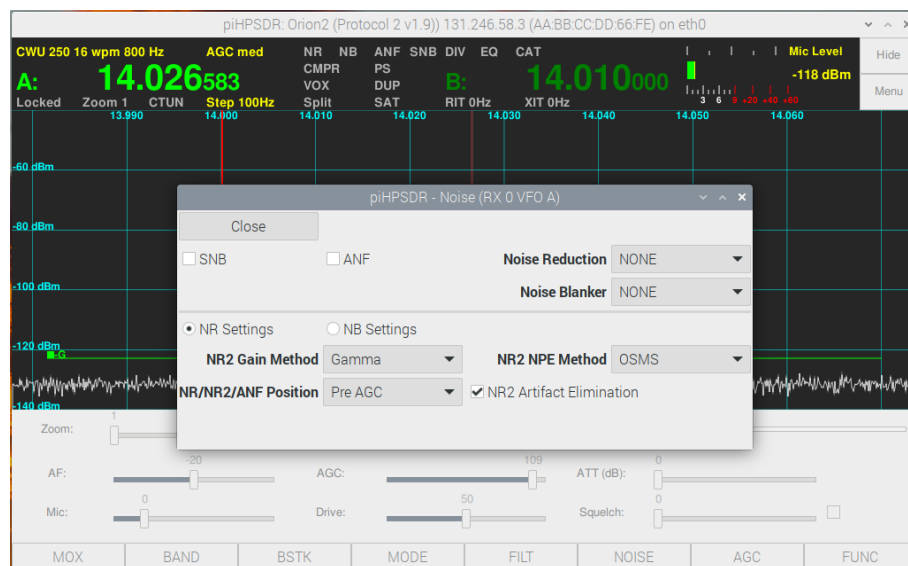 piHPSDR: Orion2 (Protocol 2 v1.9)) 131.246.58.3 (AA:BB:CC:DD:66:FE) on eth0
CWU 250 16 wpm 800 Hz AGC med NR NB ANF SNB DIV EQ CAT Mic Level Hide
CMPR PS
A: 14.026583 VOX DUP B: 14.010000 -118 dBm Menu
Locked Zoom 1 CTUN Step 100Hz Split SAT RIT 0Hz XIT 0Hz 3 6 9 +20 +40 +60
13.990 14.000 14.010 14.020 14.030 14.040 14.050 14.060
-60 dBm
piHPSDR - Noise (RX 0 VFO A)
-80 dBm Close
SNB ANF Noise Reduction NONE
-100 dBm Noise Blanker NONE
NR Settings NB Settings
-120 dBm
-G NR2 Gain Method Gamma NR2 NPE Method OSMS
NR/NR2/ANF Position Pre AGC NR2 Artifact Elimination
-140 dBm
1
Zoom:
-20 109 0
AF: AGC: ATT (dB):
0 50 0
Mic: Drive: Squelch:
MOX BAND BSTK MODE FILT NOISE AGC FUNC